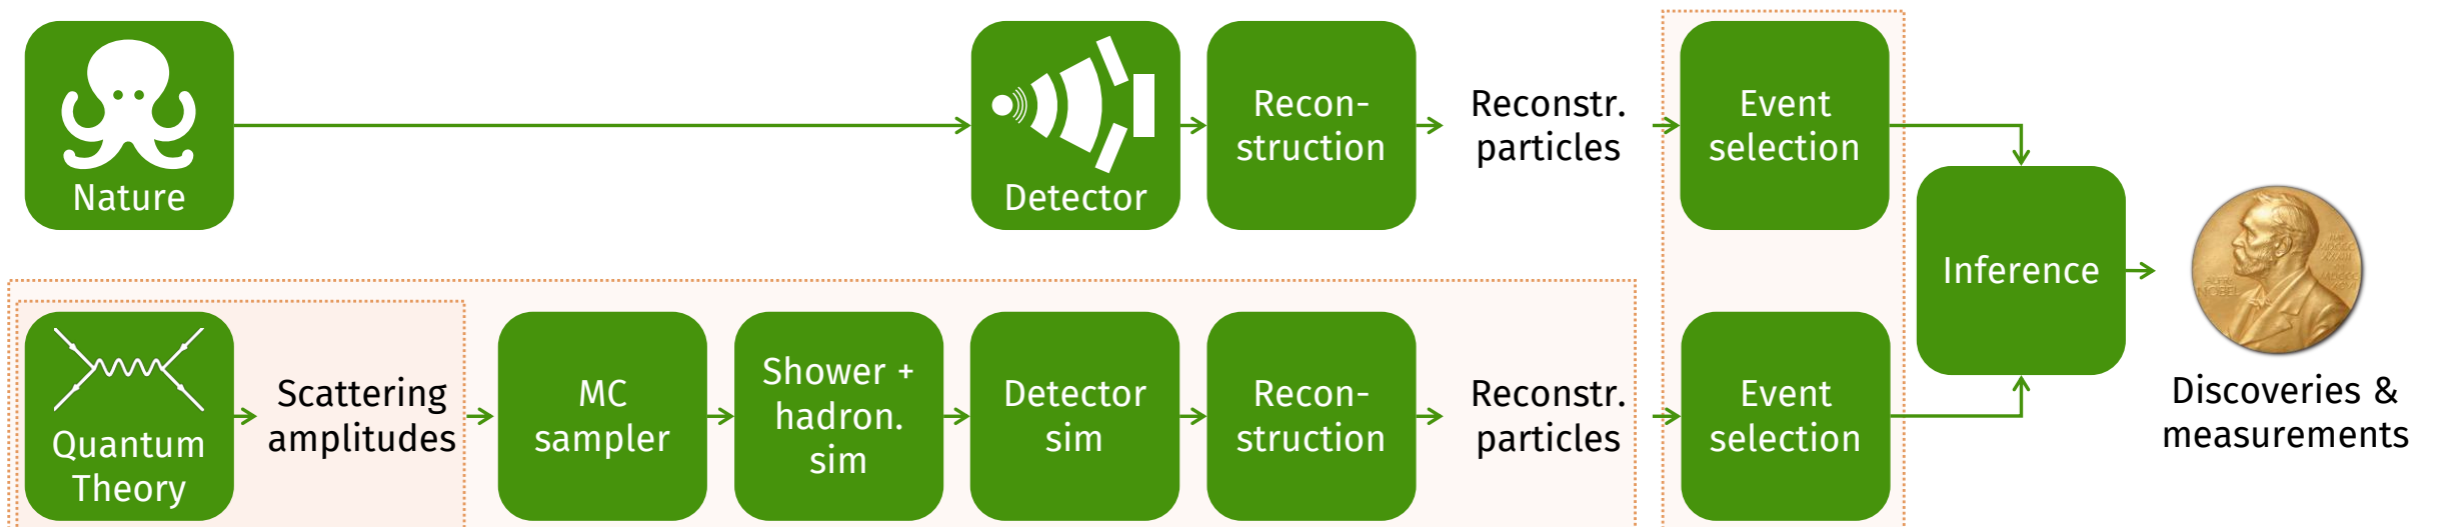 Nature
Detector
Recon-
struction
Reconstr.
particles
Event
selection
Inference
Discoveries &
measurements
Quantum
Theory
Scattering
amplitudes
MC
sampler
Shower +
hadron.
sim
Detector
sim
Recon-
struction
Reconstr.
particles
Event
selection